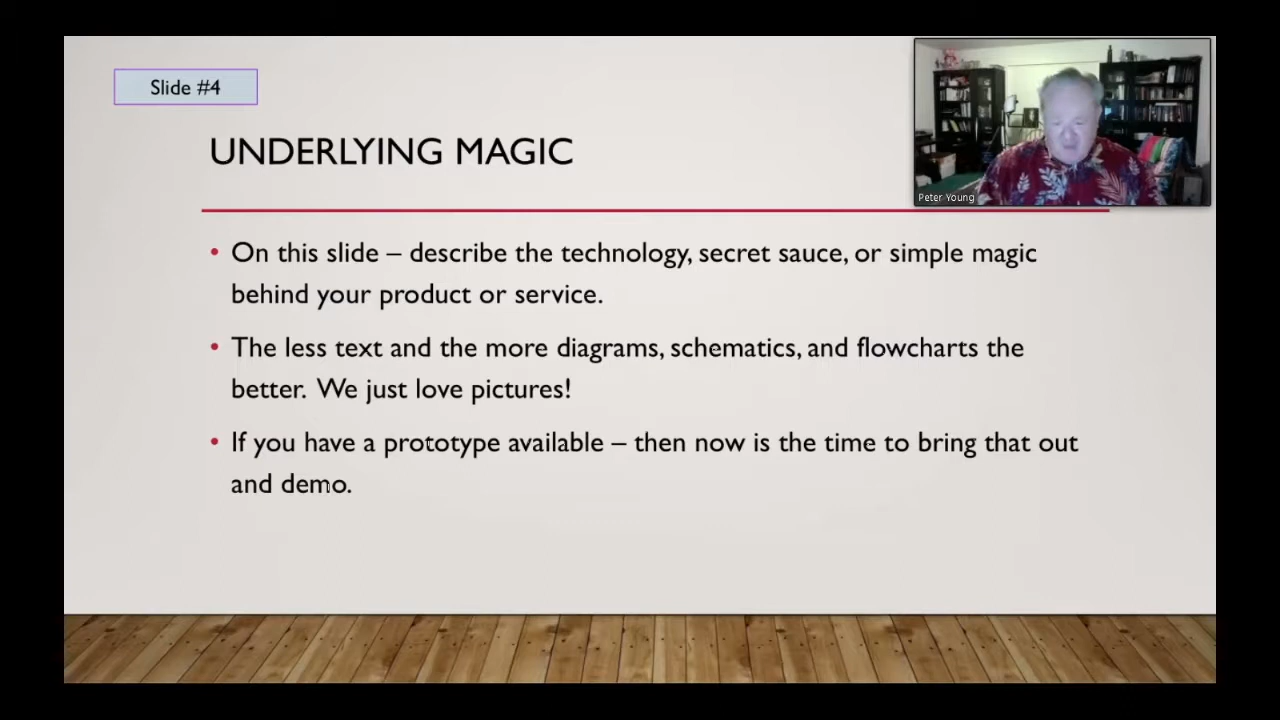 Slide #4
UNDERLYING MAGIC
Peter Young
• On this slide – describe the technology, secret sauce, or simple magic
behind your product or service.
• The less text and the more diagrams, schematics, and flowcharts the
better. We just love pictures!
• If you have a prototype available – then now is the time to bring that out
and demo.